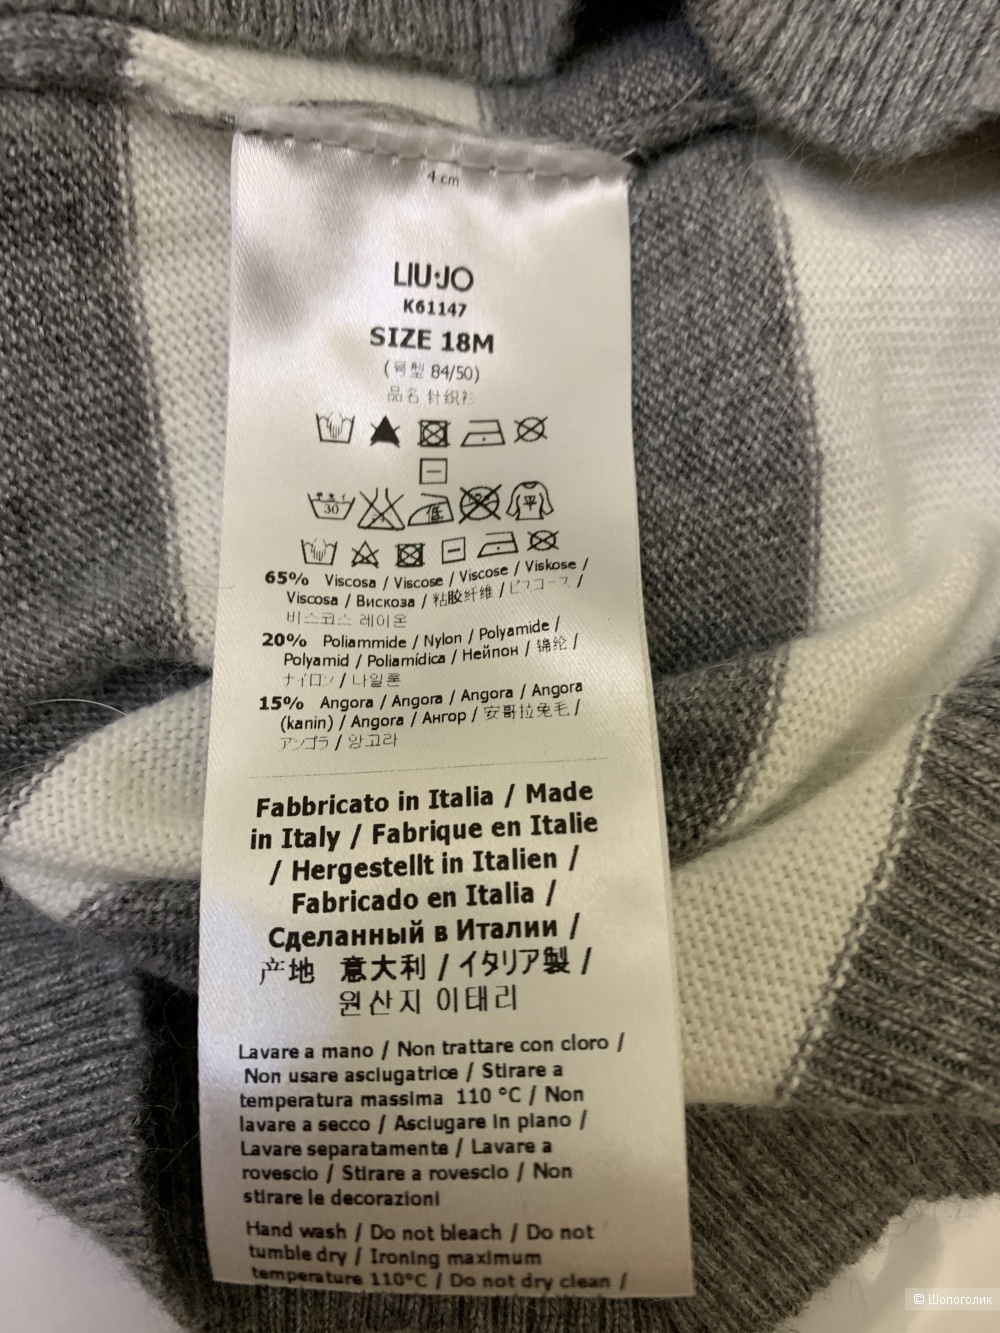 4 cm
LIU·JO
K61147
SIZE 18M
(号型 84/50)
品名 针织衫
30
低
平
65% Viscosa / Viscose / Viscose / Viskose /
Viscosa / Вискоза / 粘胶纤维 / ビスコース /
비스코스 레이온
20% Poliammide / Nylon / Polyamide /
Polyamid / Poliamídica / Нейлон / 锦纶 /
ナイロン / 나일론
15% Angora / Angora / Angora / Angora
(kanin) / Angora / Ангор / 安哥拉兔毛 /
アンゴラ / 앙고라
Fabbricato in Italia / Made
in Italy / Fabrique en Italie
/ Hergestellt in Italien /
Fabricado en Italia /
Сделанный в Италии /
产地 意大利 / イタリア製 /
원산지 이태리
Lavare a mano / Non trattare con cloro /
Non usare asciugatrice / Stirare a
temperatura massima 110 °C / Non
lavare a secco / Asciugare in piano /
Lavare separatamente / Lavare a
rovescio / Stirare a rovescio / Non
stirare le decorazioni
Hand wash / Do not bleach / Do not
tumble dry / Ironing maximum
temperature 110°C / Do not dry clean /
© Шопоголик